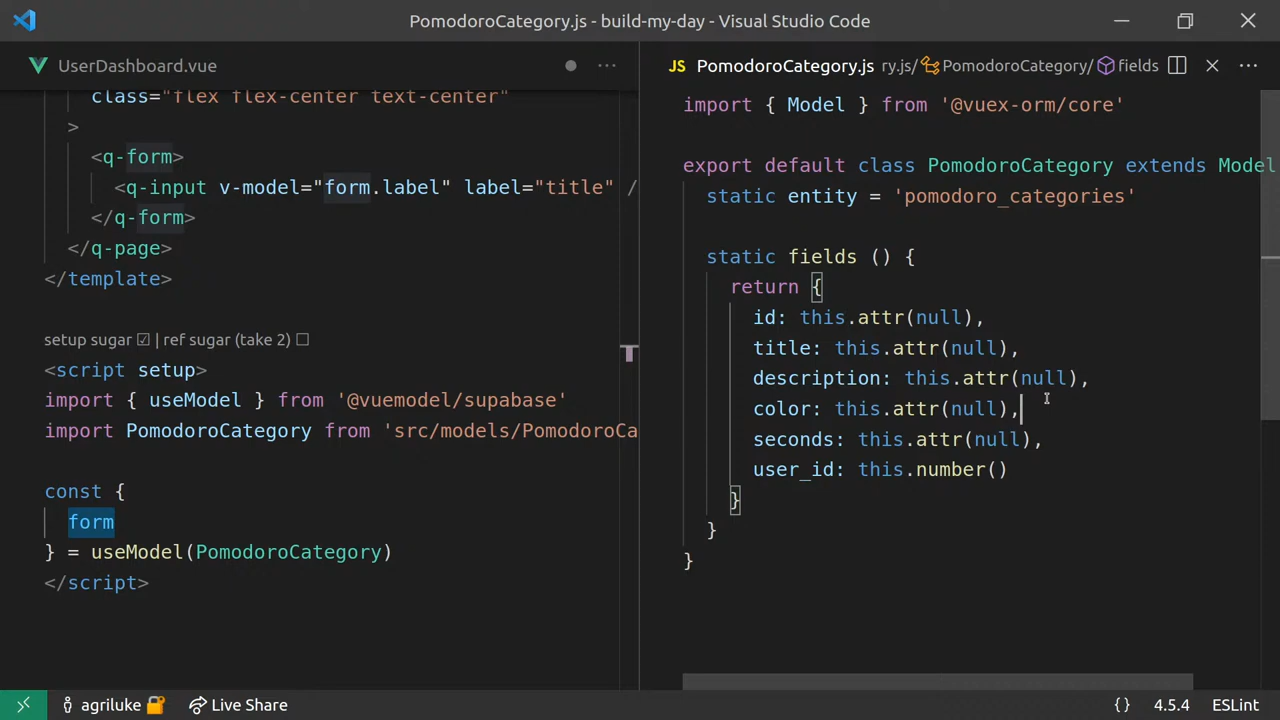 PomodoroCategory.js - build-my-day - Visual Studio Code
UserDashboard.vue
class="flex flex-center text-center"
>
<q-form>
<q-input v-model="form.label" label="title" /
</q-form>
</q-page>
</template>
setup sugar ☑ | ref sugar (take 2) ☐
<script setup>
import { useModel } from '@vuemodel/supabase'
import PomodoroCategory from 'src/models/PomodoroCa
const {
form
} = useModel(PomodoroCategory)
</script>
JS PomodoroCategory.js ry.js/ PomodoroCategory/ fields
import { Model } from '@vuex-orm/core'
export default class PomodoroCategory extends Model
static entity = 'pomodoro_categories'
static fields () {
return {
id: this.attr(null),
title: this.attr(null),
description: this.attr(null),
color: this.attr(null),
seconds: this.attr(null),
user_id: this.number()
}
}
}
agriluke Live Share {} 4.5.4 ESLint